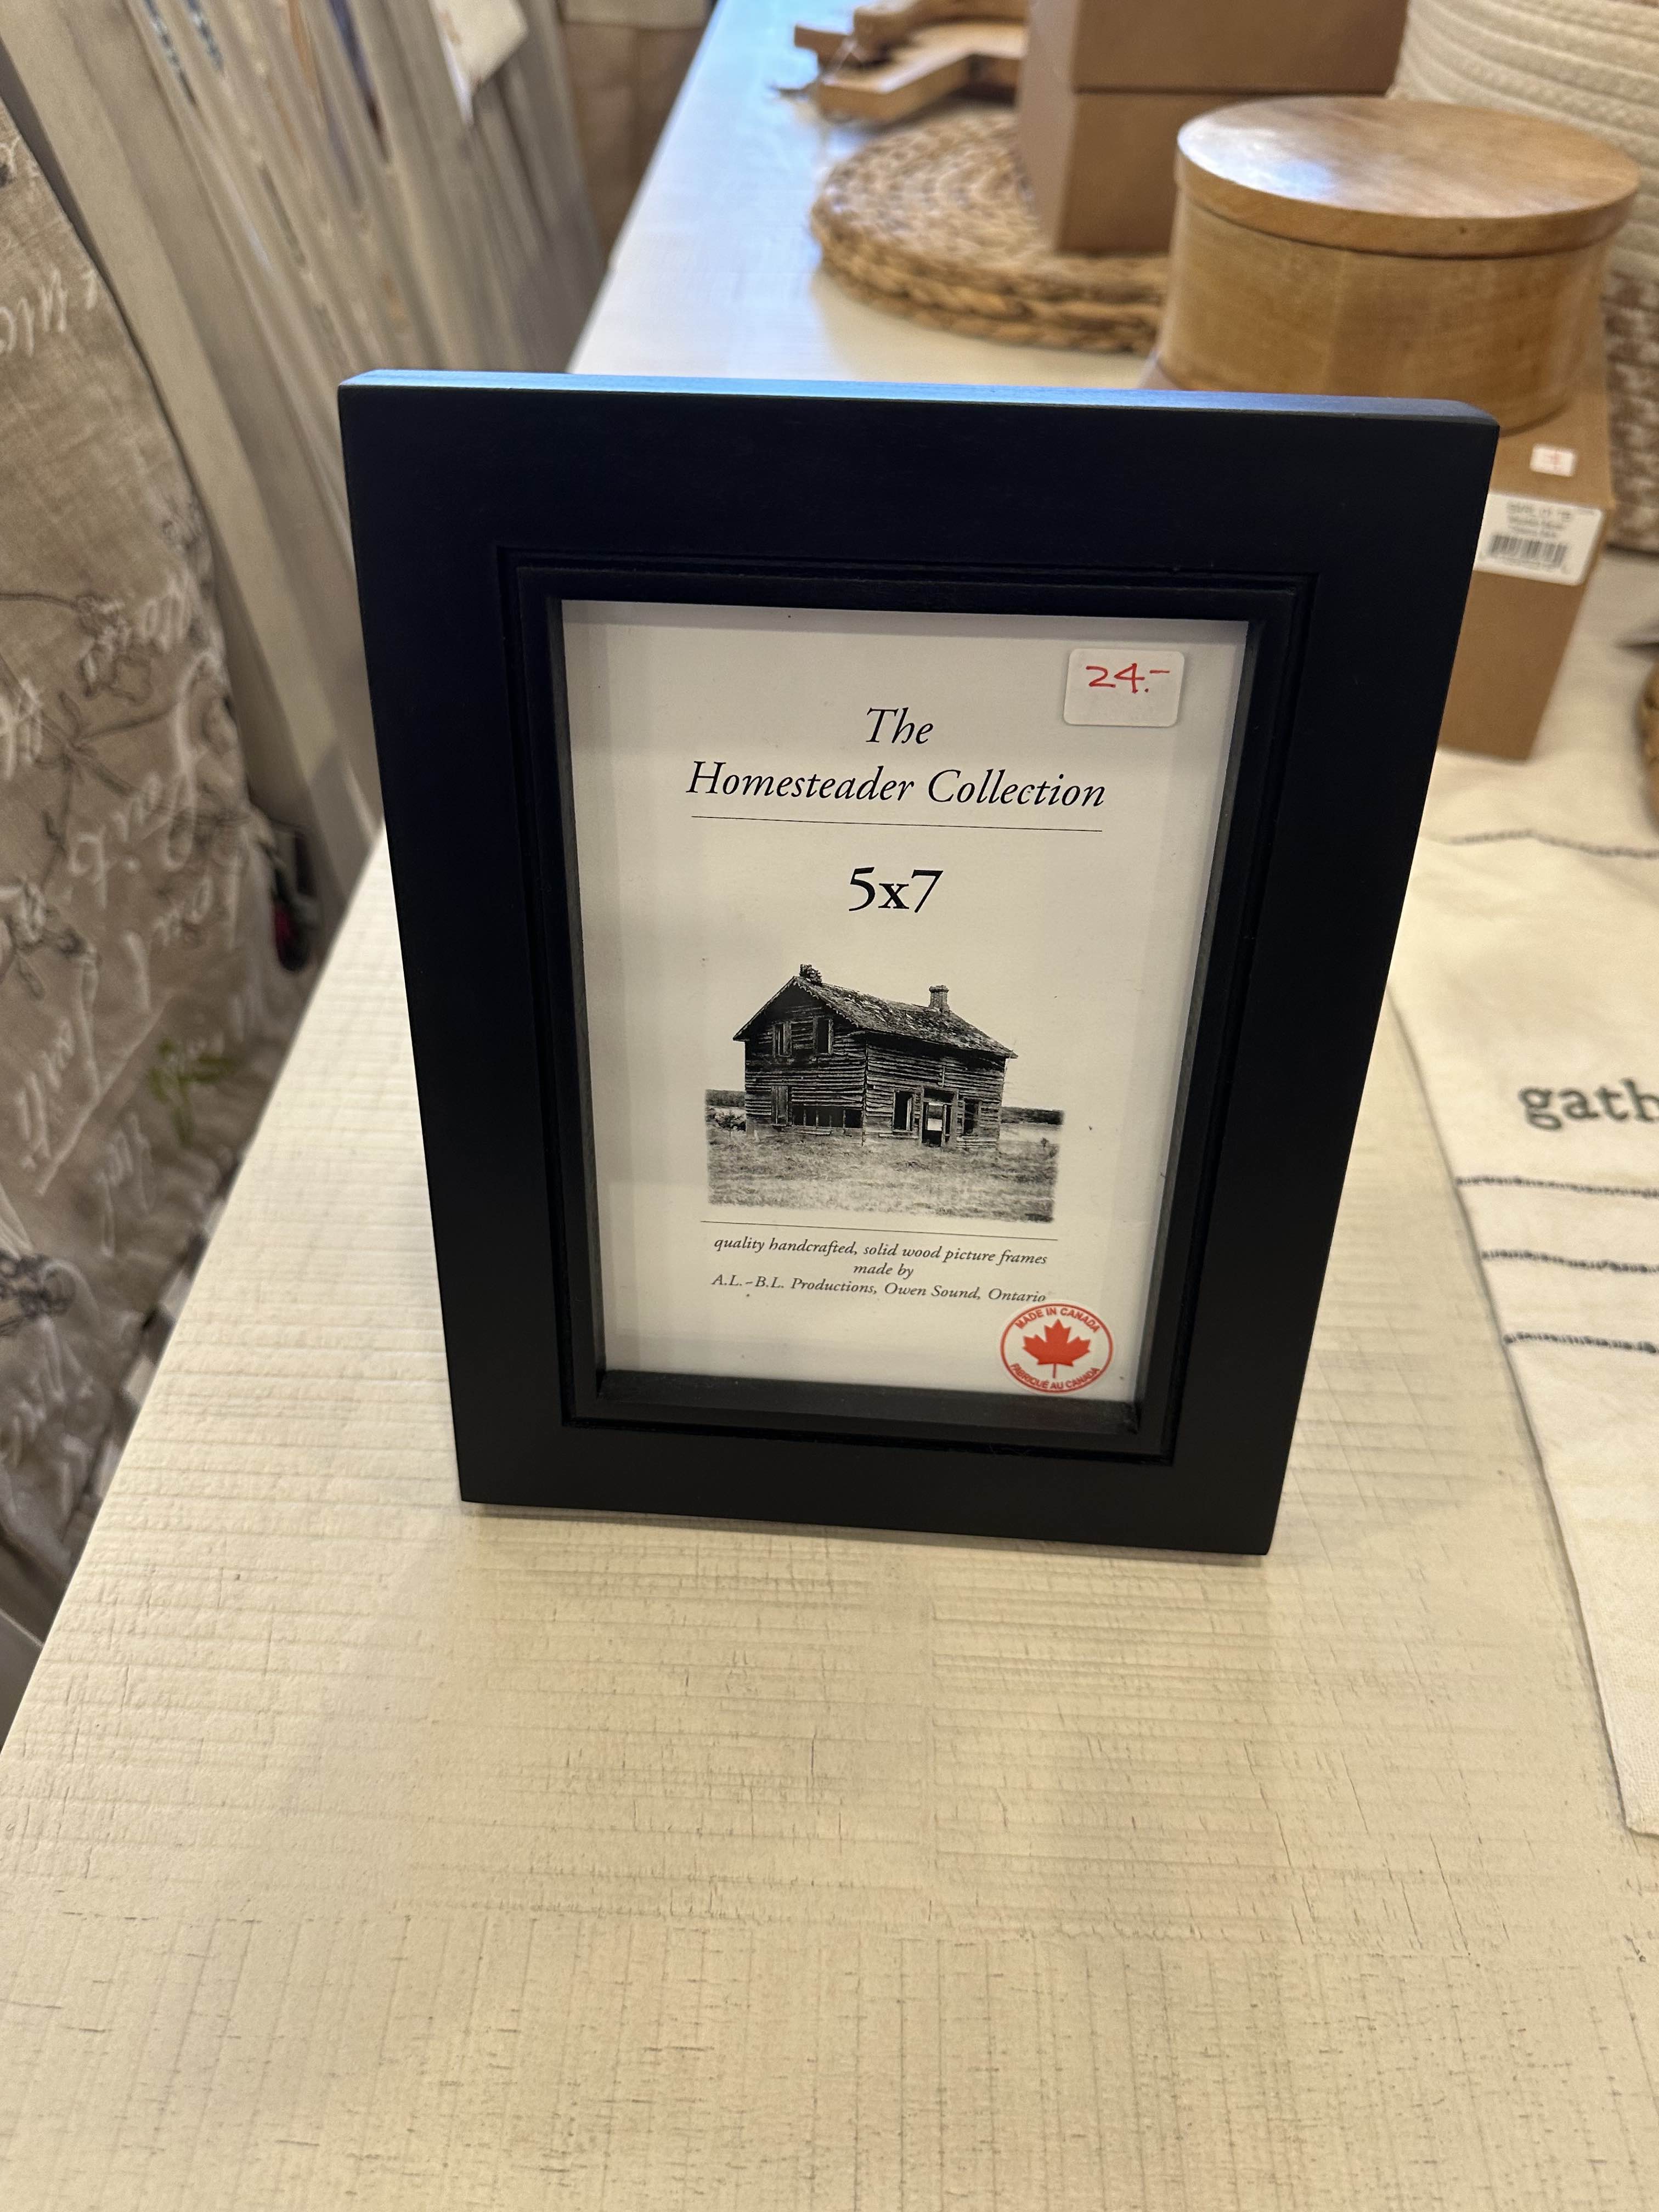 24.-
The
Homesteader Collection
5x7
quality handcrafted, solid wood picture frames
made by
A.L.-B.L. Productions, Owen Sound, Ontario
MADE IN CANADA
FABRIQUÉ AU CANADA